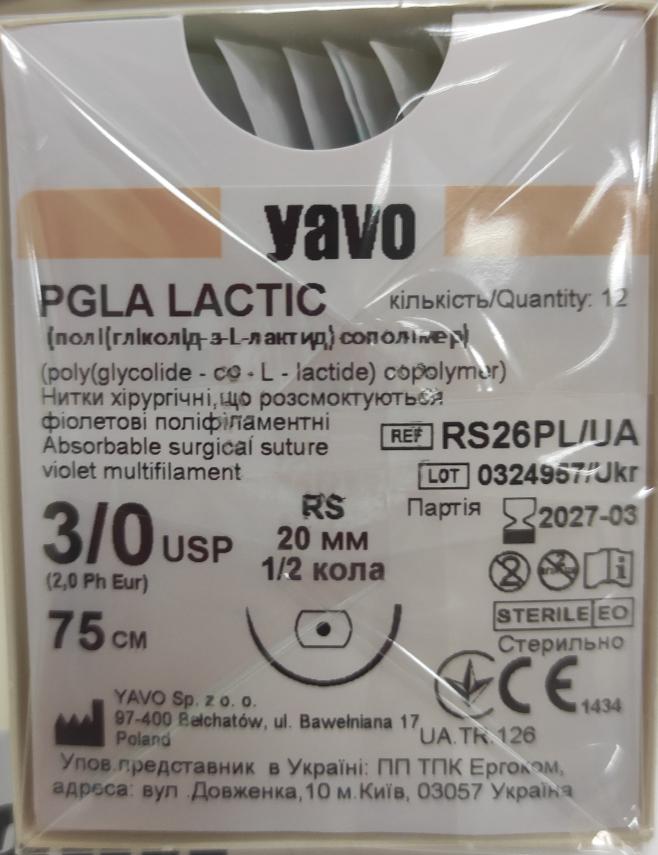 yavo
PGLA LACTIC
кількість/Quantity: 12
(полі(гліколід-з-L-лактид) сополімер)
(poly(glycolide - co - L - lactide) copolymer)
Нитки хірургічні,що розсмоктуються
фіолетові поліфіламентні
Absorbable surgical suture
violet multifilament
REF RS26PL/UA
LOT 0324957/Ukr
Партія
2027-03
3/0 USP
(2,0 Ph Eur)
75 см
RS
20 мм
1/2 кола
2
STERILE EO
Стерильно
CE 1434
UA.TR.126
YAVO Sp. z o. o.
97-400 Bełchatów, ul. Bawełniana 17
Poland
Упов.представник в Україні: ПП ТПК Ергоком,
адреса: вул .Довженка,10 м.Київ, 03057 Україна